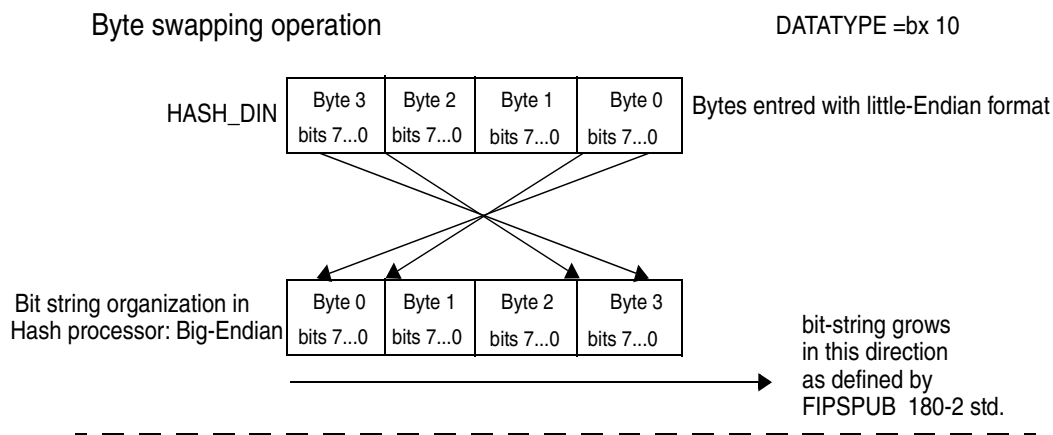 Byte swapping operation
DATATYPE =bx 10
HASH_DIN
Byte 3 Byte 2 Byte 1 Byte 0
bits 7...0 bits 7...0 bits 7...0 bits 7...0
Bytes entred with little-Endian format
Bit string organization in
Hash processor: Big-Endian
Byte 0 Byte 1 Byte 2 Byte 3
bits 7...0 bits 7...0 bits 7...0 bits 7...0
bit-string grows
in this direction
as defined by
FIPSPUB 180-2 std.